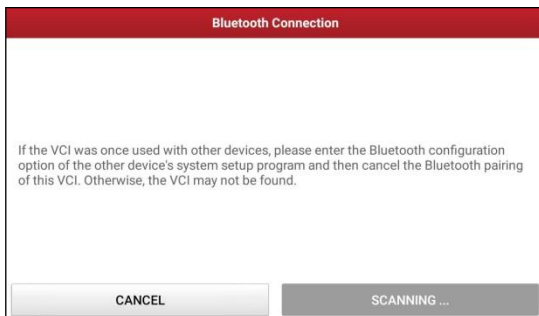 Bluetooth Connection
If the VCI was once used with other devices, please enter the Bluetooth configuration
option of the other device's system setup program and then cancel the Bluetooth pairing
of this VCI. Otherwise, the VCI may not be found.
CANCEL
SCANNING ...